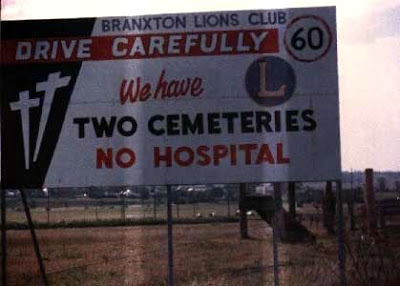 BRANXTON LIONS CLUB
DRIVE CAREFULLY
60
We have
L
TWO CEMETERIES
NO HOSPITAL